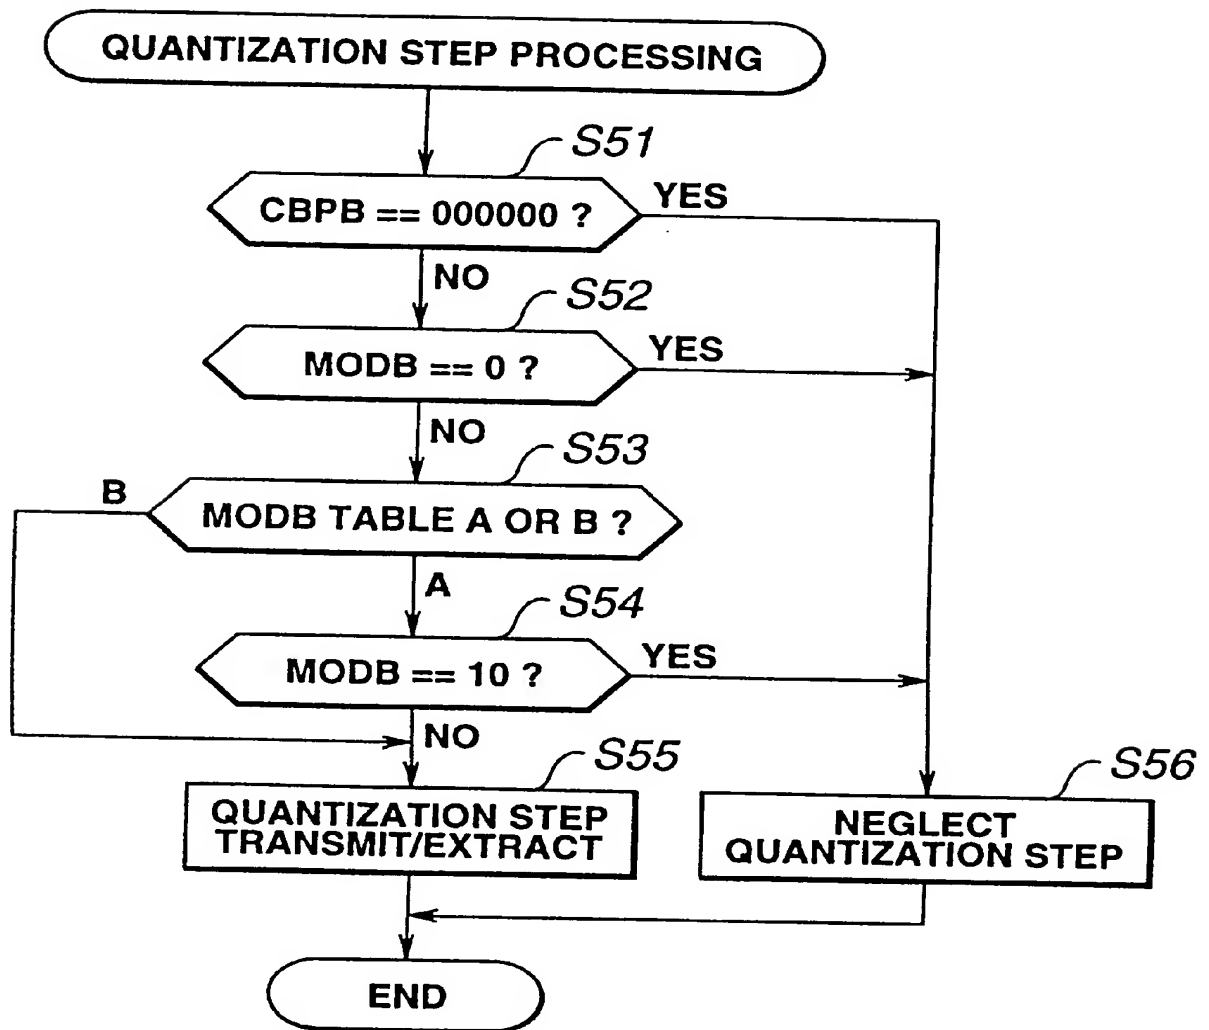 QUANTIZATION STEP PROCESSING
S51
CBPB == 000000 ?
YES
NO
S52
MODB == 0 ?
YES
NO
S53
B
MODB TABLE A OR B ?
A
S54
MODB == 10 ?
YES
NO
S55
QUANTIZATION STEP
TRANSMIT/EXTRACT
S56
NEGLECT
QUANTIZATION STEP
END